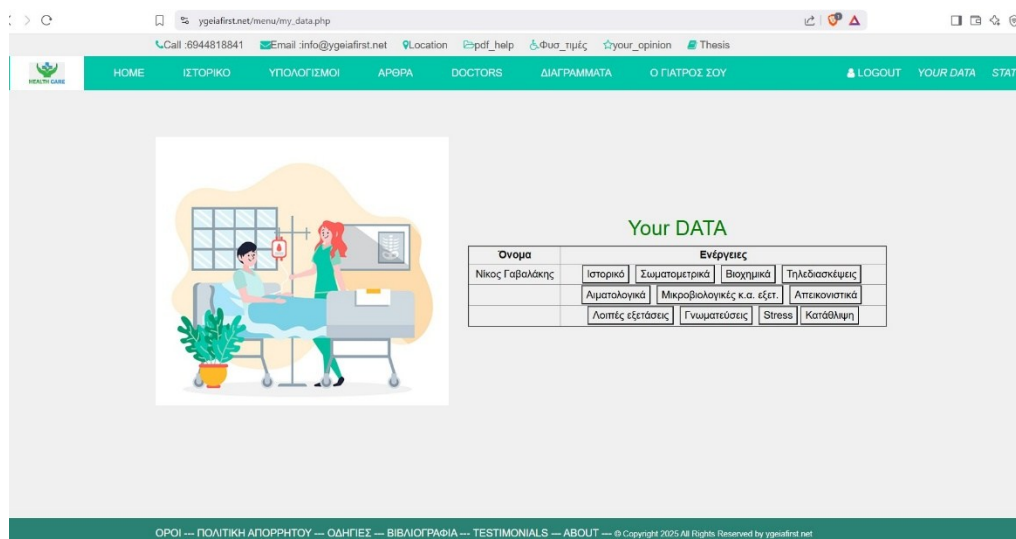 ygeiafirst.net/menu/my_data.php
Call :6944818841 Email :info@ygeiafirst.net Location pdf_help Φυσ_τιμές your_opinion Thesis
HEALTH CARE
HOME ΙΣΤΟΡΙΚΟ ΥΠΟΛΟΓΙΣΜΟΙ ΑΡΘΡΑ DOCTORS ΔΙΑΓΡΑΜΜΑΤΑ Ο ΓΙΑΤΡΟΣ ΣΟΥ LOGOUT YOUR DATA STAT
Your DATA
Όνομα Ενέργειες
Νίκος Γαβαλάκης Ιστορικό Σωματομετρικά Βιοχημικά Τηλεδιασκέψεις
Αιματολογικά Μικροβιολογικές κ.α. εξετ. Απεικονιστικά
Λοιπές εξετάσεις Γνωματεύσεις Stress Κατάθλιψη
ΟΡΟΙ --- ΠΟΛΙΤΙΚΗ ΑΠΟΡΡΗΤΟΥ --- ΟΔΗΓΙΕΣ --- ΒΙΒΛΙΟΓΡΑΦΙΑ --- TESTIMONIALS --- ABOUT --- © Copyright 2025 All Rights Reserved by ygeiafirst.net